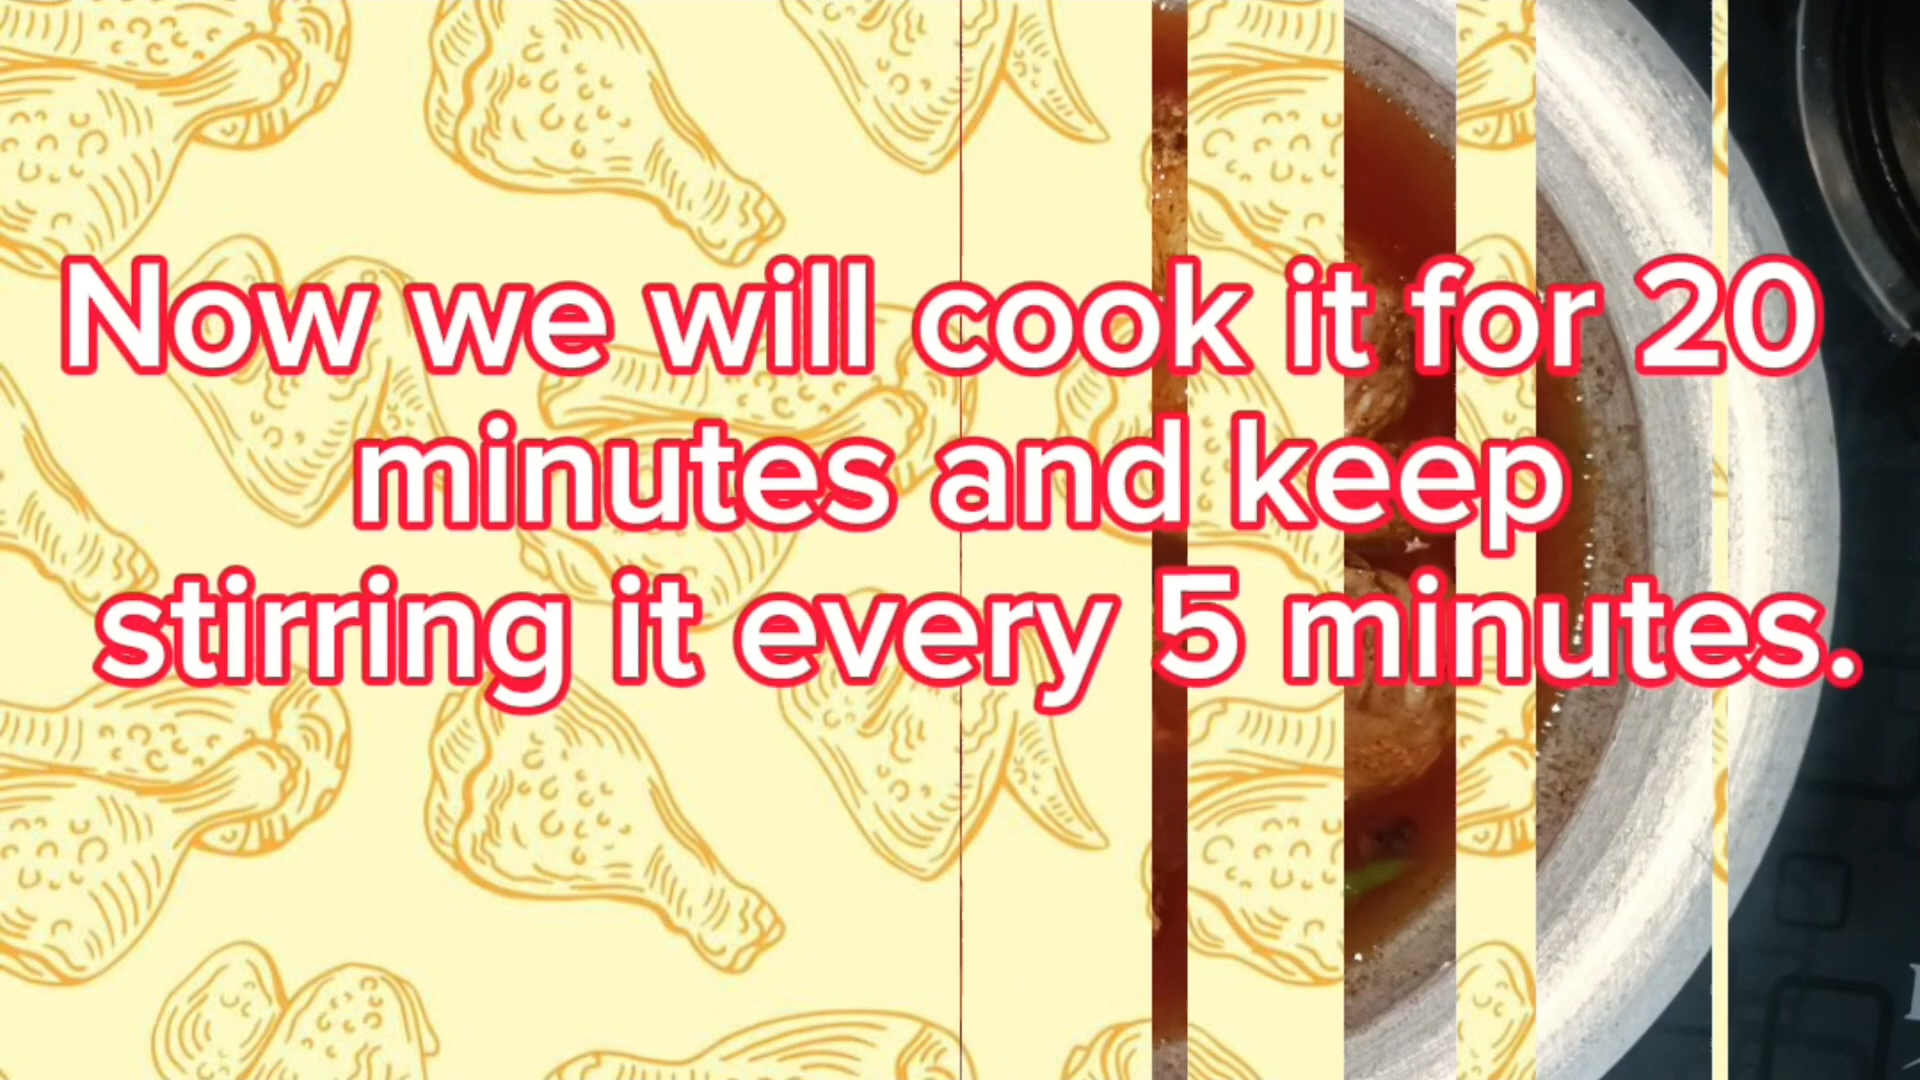 Now we will cook it for 20
minutes and keep
stirring it every 5 minutes.